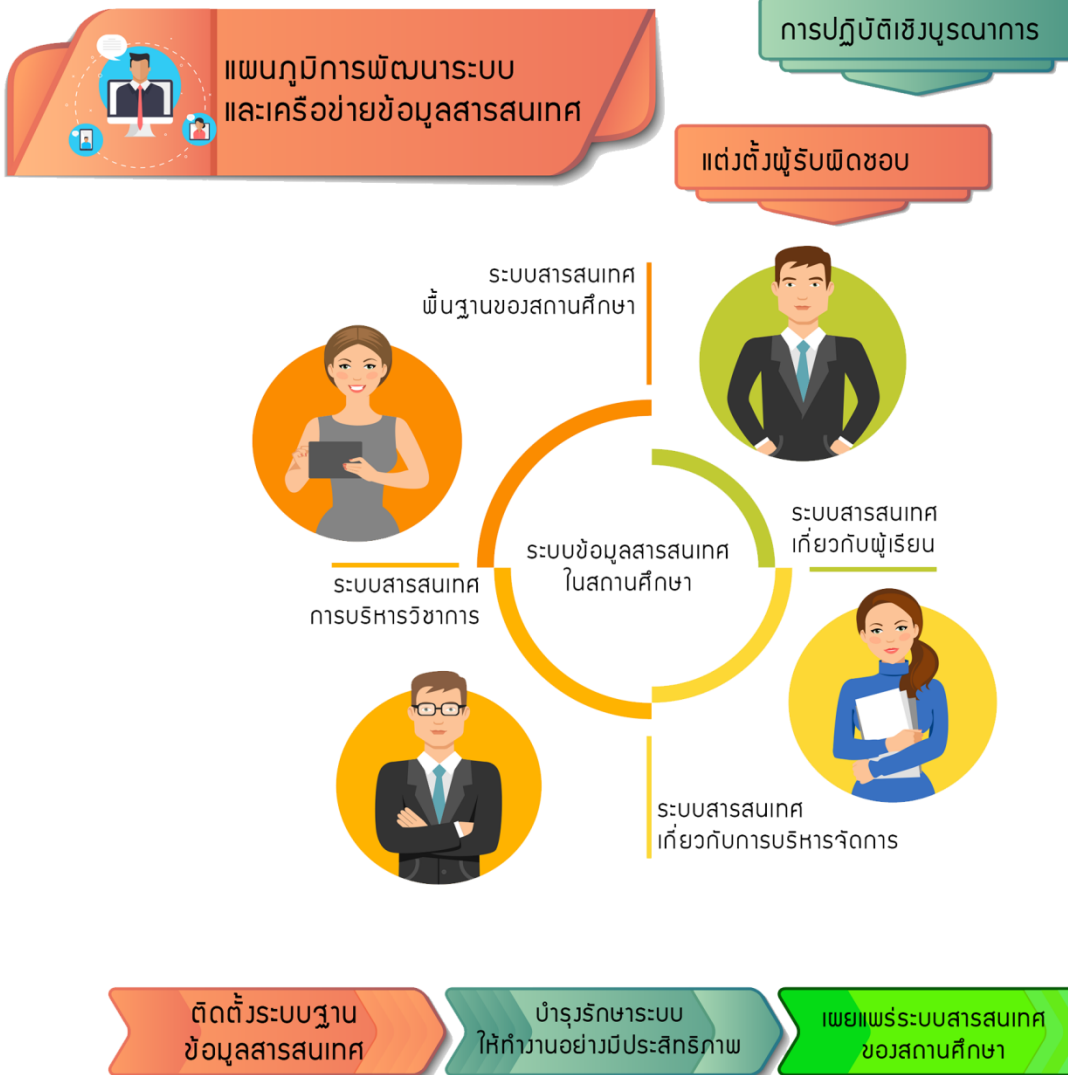 แผนภูมิการพัฒนาระบบ
และเครือข่ายข้อมูลสารสนเทศ
การปฏิบัติเชิงบูรณาการ
แต่งตั้งผู้รับผิดชอบ
ระบบสารสนเทศ
พื้นฐานของสถานศึกษา
ระบบสารสนเทศ
เกี่ยวกับผู้เรียน
ระบบข้อมูลสารสนเทศ
ในสถานศึกษา
ระบบสารสนเทศ
การบริหารวิชาการ
ระบบสารสนเทศ
เกี่ยวกับการบริหารจัดการ
ติดตั้งระบบฐาน
ข้อมูลสารสนเทศ
บำรุงรักษาระบบ
ให้ทำงานอย่างมีประสิทธิภาพ
เผยแพร่ระบบสารสนเทศ
ของสถานศึกษา